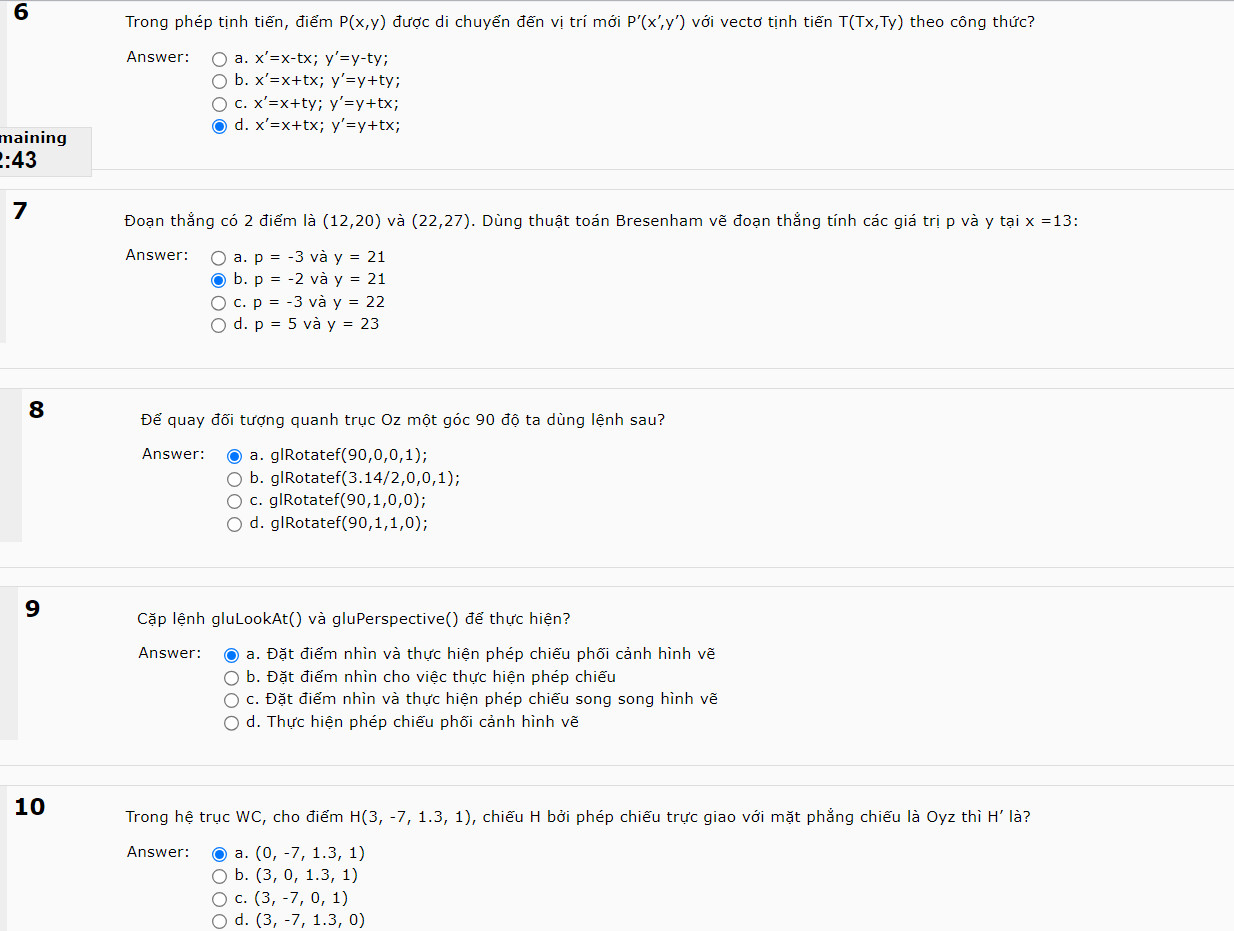 6
Trong phép tịnh tiến, điểm P(x,y) được di chuyển đến vị trí mới P’(x’,y’) với vectơ tịnh tiến T(Tx,Ty) theo công thức?
Answer:
a. x’=x-tx; y’=y-ty;
b. x’=x+tx; y’=y+ty;
c. x’=x+ty; y’=y+tx;
d. x’=x+tx; y’=y+tx;
maining
:43
7
Đoạn thẳng có 2 điểm là (12,20) và (22,27). Dùng thuật toán Bresenham vẽ đoạn thẳng tính các giá trị p và y tại x =13:
Answer:
a. p = -3 và y = 21
b. p = -2 và y = 21
c. p = -3 và y = 22
d. p = 5 và y = 23
8
Để quay đối tượng quanh trục Oz một góc 90 độ ta dùng lệnh sau?
Answer:
a. glRotatef(90,0,0,1);
b. glRotatef(3.14/2,0,0,1);
c. glRotatef(90,1,0,0);
d. glRotatef(90,1,1,0);
9
Cặp lệnh gluLookAt() và gluPerspective() để thực hiện?
Answer:
a. Đặt điểm nhìn và thực hiện phép chiếu phối cảnh hình vẽ
b. Đặt điểm nhìn cho việc thực hiện phép chiếu
c. Đặt điểm nhìn và thực hiện phép chiếu song song hình vẽ
d. Thực hiện phép chiếu phối cảnh hình vẽ
10
Trong hệ trục WC, cho điểm H(3, -7, 1.3, 1), chiếu H bởi phép chiếu trực giao với mặt phẳng chiếu là Oyz thì H’ là?
Answer:
a. (0, -7, 1.3, 1)
b. (3, 0, 1.3, 1)
c. (3, -7, 0, 1)
d. (3, -7, 1.3, 0)